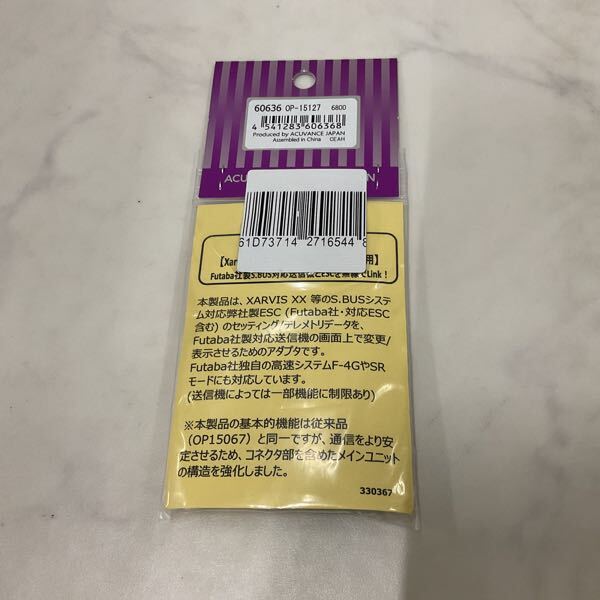 60636 OP-15127 6800
4 541283 606368
Produced by ACUVANCE JAPAN
Assembled in China CEAH
ACU
61D73714 2716544 8
【Xar 用】
Futaba社製S.BUS対応送信機とESCを無線でLink！
本製品は、XARVIS XX 等のS.BUSシステ
ム対応弊社製ESC (Futaba社・対応ESC
含む) のセッティング/テレメトリデータを、
Futaba社製対応送信機の画面上で変更/
表示させるためのアダプタです。
Futaba社独自の高速システムF-4GやSR
モードにも対応しています。
(送信機によっては一部機能に制限あり)
※本製品の基本的機能は従来品
（OP15067）と同一ですが、通信をより安
定させるため、コネクタ部を含めたメインユニット
の構造を強化しました。
330367